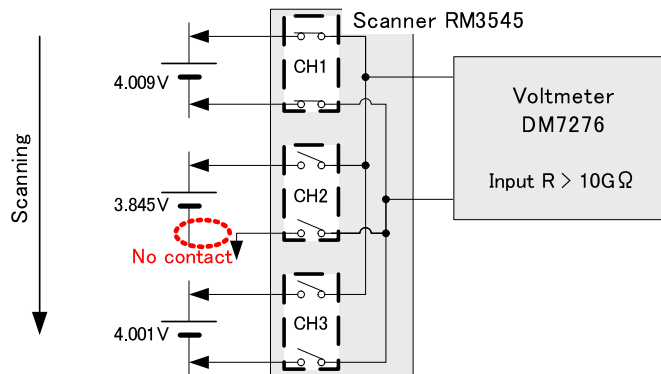 Scanner RM3545
CH1
4.009V
Voltmeter
DM7276
Input R > 10GΩ
Scanning
CH2
3.845V
No contact
CH3
4.001V